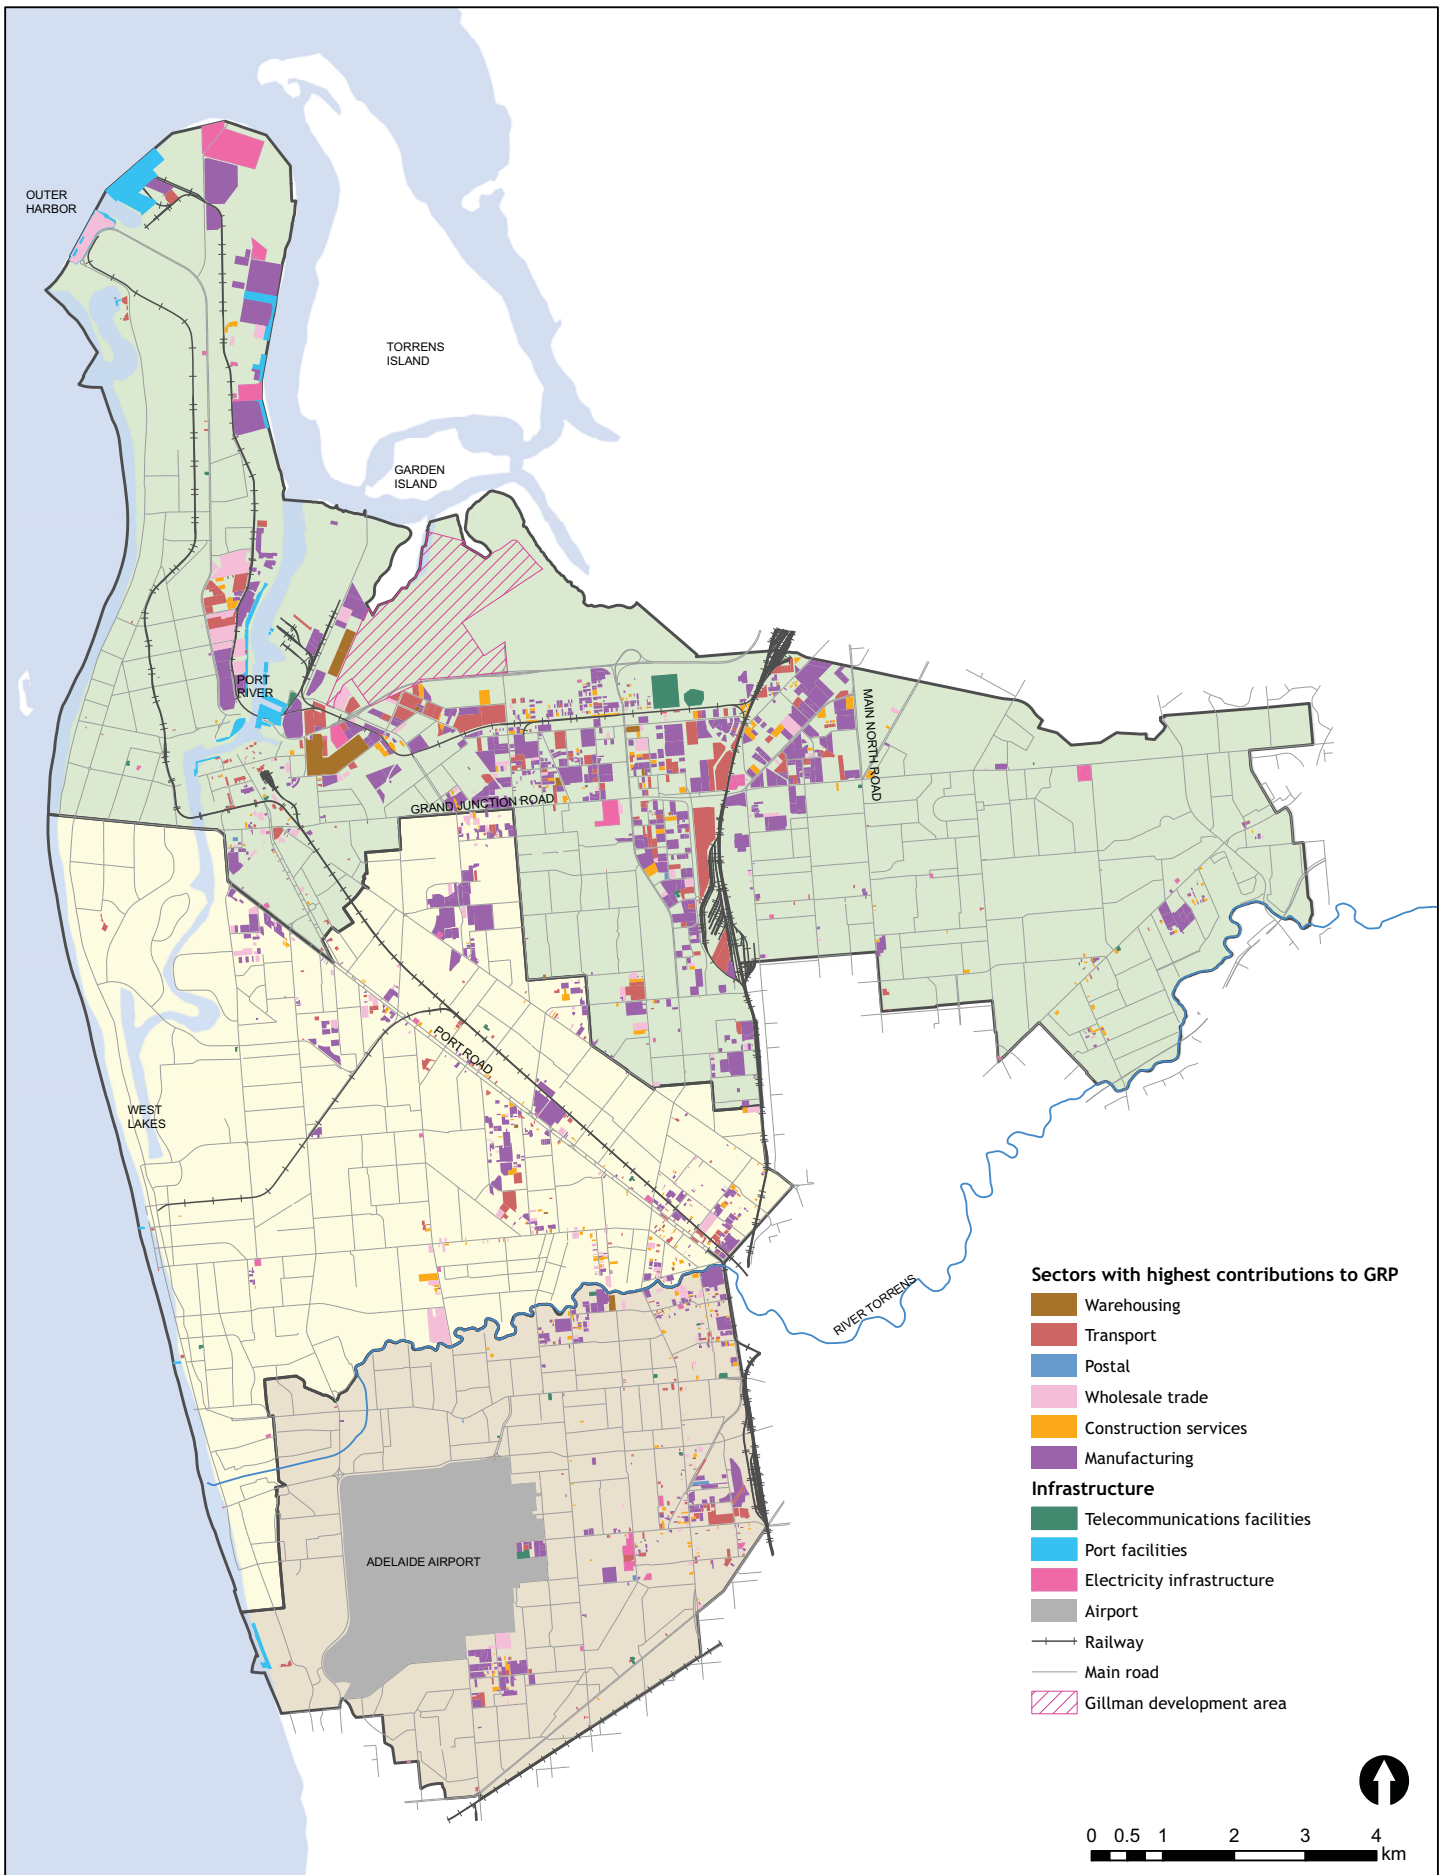 OUTER
HARBOR
TORRENS
ISLAND
GARDEN
ISLAND
PORT
RIVER
MAIN NORTH ROAD
GRAND JUNCTION ROAD
PORT ROAD
WEST
LAKES
RIVER TORRENS
ADELAIDE AIRPORT
Sectors with highest contributions to GRP
Warehousing
Transport
Postal
Wholesale trade
Construction services
Manufacturing
Infrastructure
Telecommunications facilities
Port facilities
Electricity infrastructure
Airport
Railway
Main road
Gillman development area
0 0.5 1 2 3 4
km